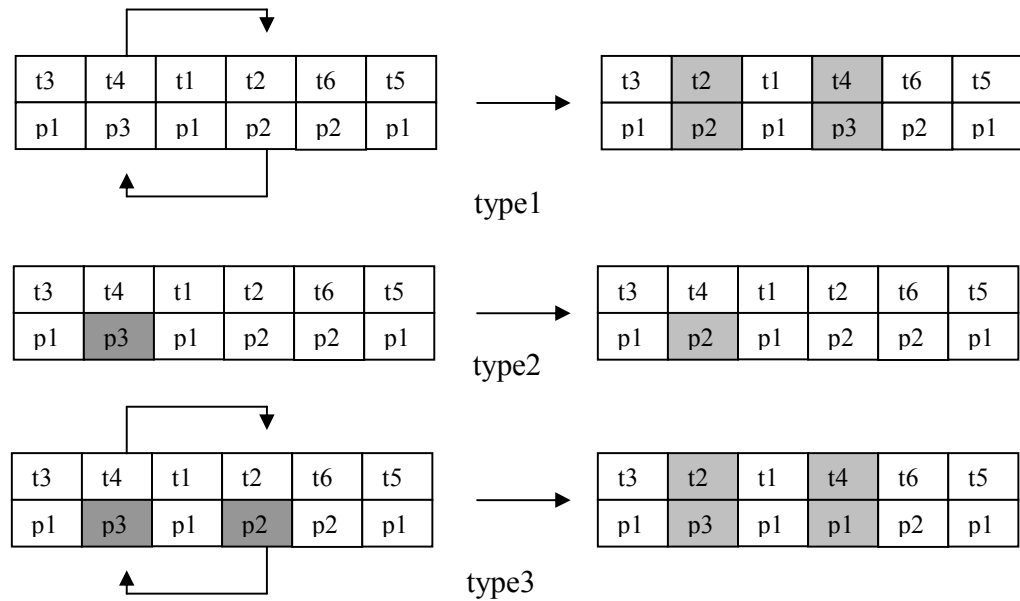 t3 t4 t1 t2 t6 t5 t3 t2 t1 t4 t6 t5
p1 p3 p1 p2 p2 p1 p1 p2 p1 p3 p2 p1
type1
t3 t4 t1 t2 t6 t5 t3 t4 t1 t2 t6 t5
p1 p3 p1 p2 p2 p1 p1 p2 p1 p2 p2 p1
type2
t3 t4 t1 t2 t6 t5 t3 t2 t1 t4 t6 t5
p1 p3 p1 p2 p2 p1 p1 p3 p1 p1 p2 p1
type3